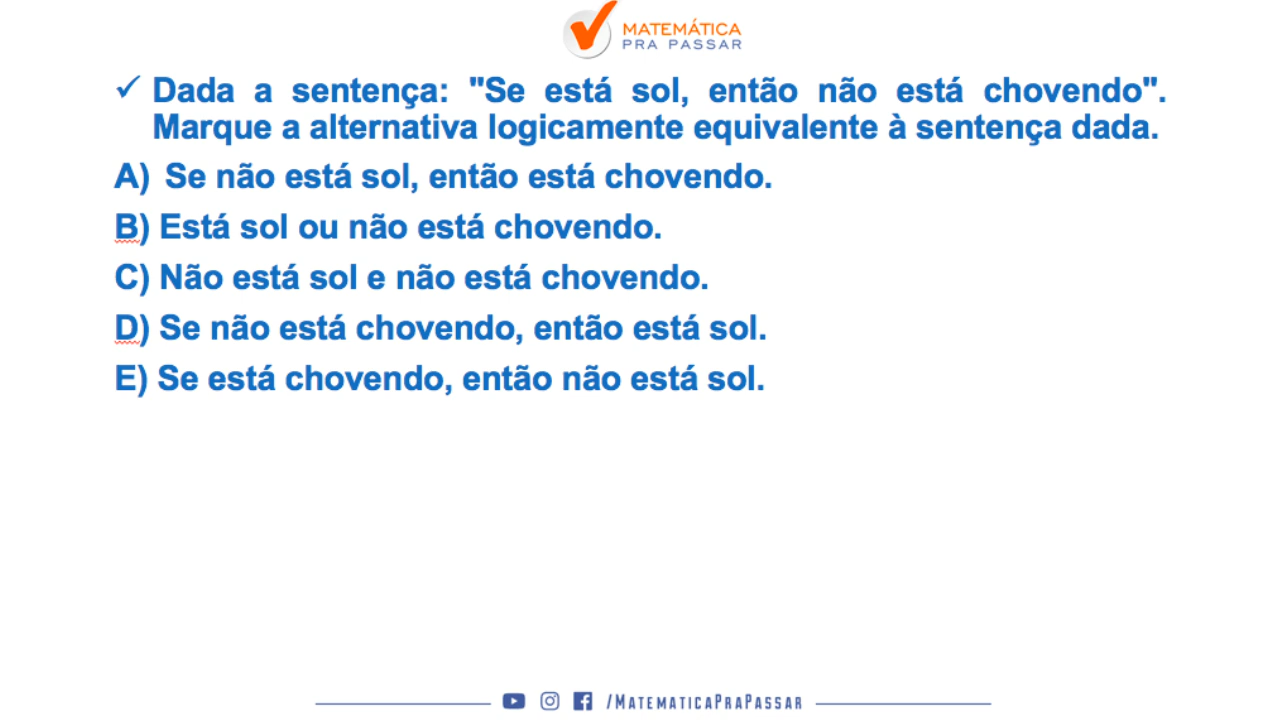 MATEMÁTICA
PRA PASSAR
✓ Dada a sentença: "Se está sol, então não está chovendo".
Marque a alternativa logicamente equivalente à sentença dada.
A) Se não está sol, então está chovendo.
B) Está sol ou não está chovendo.
C) Não está sol e não está chovendo.
D) Se não está chovendo, então está sol.
E) Se está chovendo, então não está sol.
/MATEMATICAPRAPASSAR